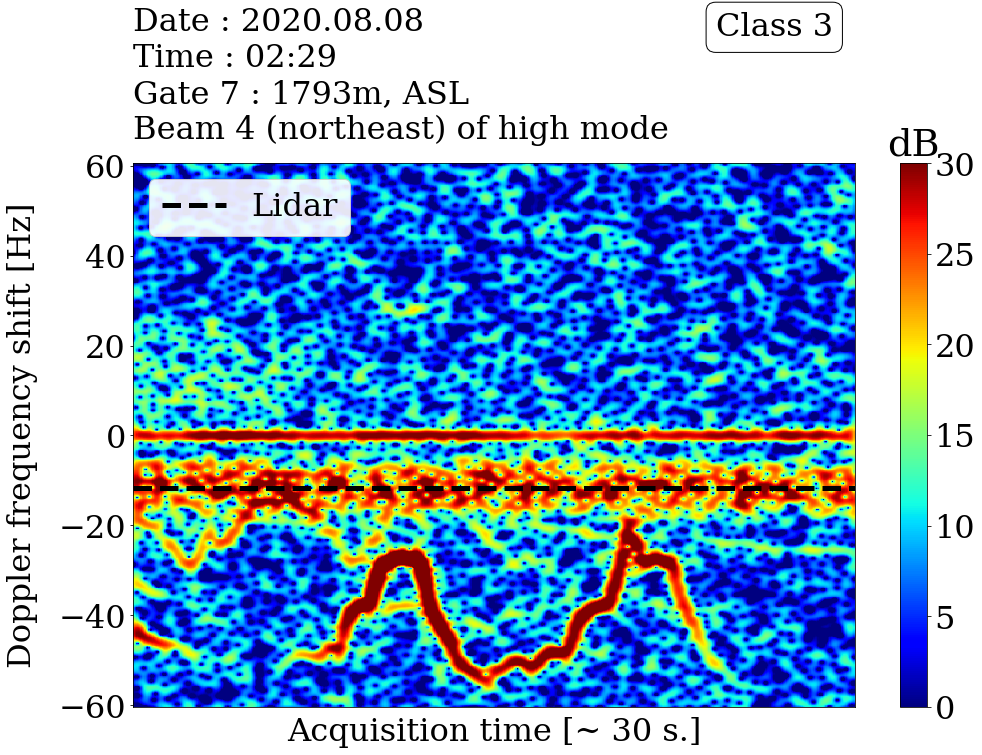 Date : 2020.08.08
Time : 02:29
Gate 7 : 1793m, ASL
Beam 4 (northeast) of high mode
Class 3
dB
Lidar
Doppler frequency shift [Hz]
60
40
20
0
−20
−40
−60
30
25
20
15
10
5
0
Acquisition time [~ 30 s.]